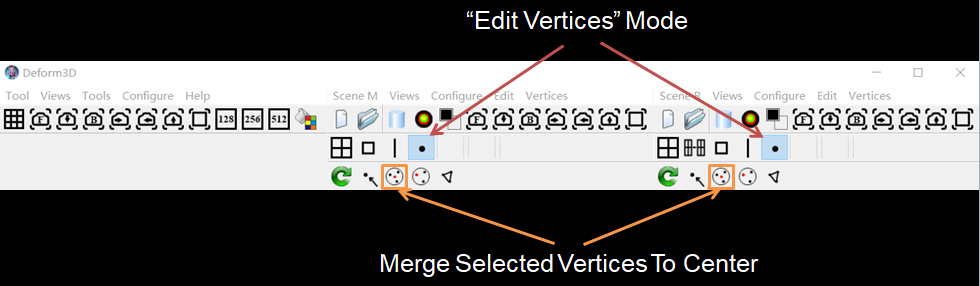 “Edit Vertices” Mode
Deform3D
Tool Views Tools Configure Help Scene M Views Configure Edit Vertices Scene R Views Configure Edit Vertices
F B 128 256 512 F B F B
Merge Selected Vertices To Center